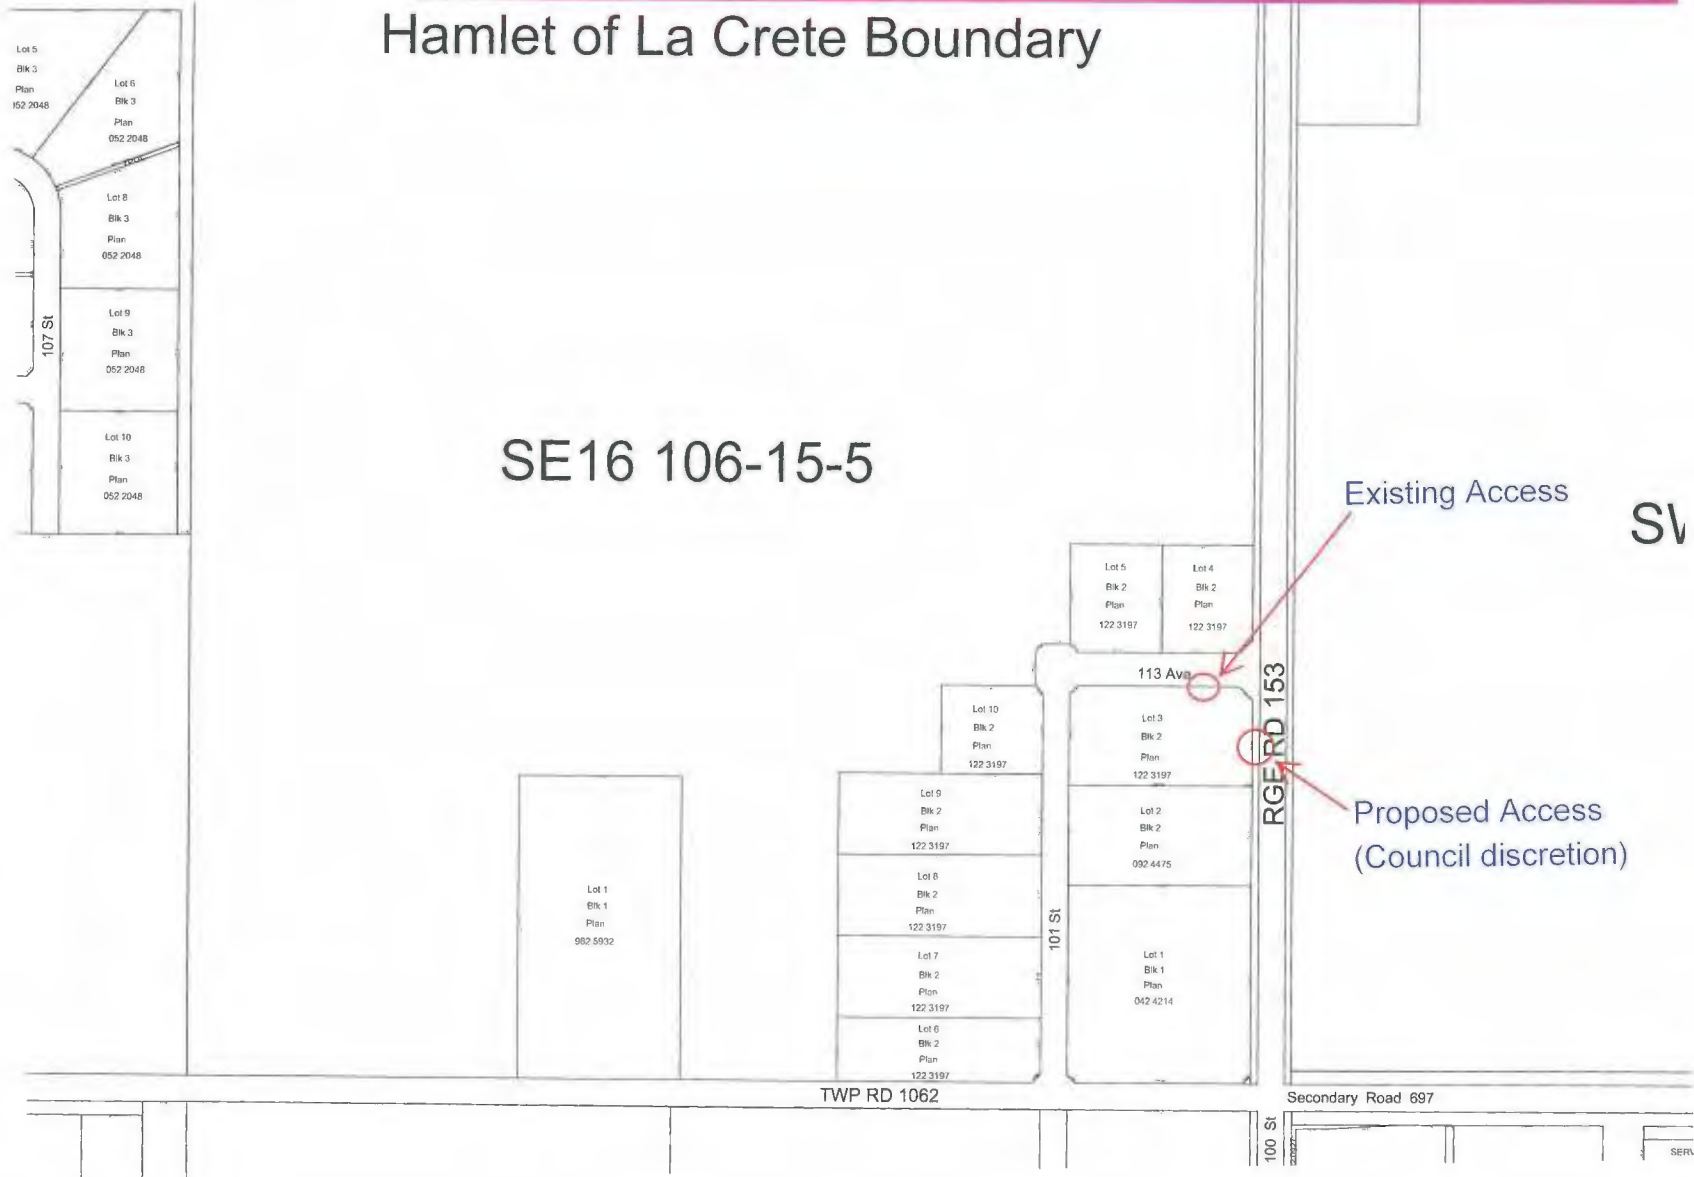 Hamlet of La Crete Boundary
Lot 5
Blk 3
Plan
052 2048
Lot 6
Blk 3
Plan
052 2048
Lot 8
Blk 3
Plan
052 2048
Lot 9
Blk 3
Plan
052 2048
107 St
Lot 10
Blk 3
Plan
052 2048
SE16 106-15-5
Existing Access
Lot 5
Blk 2
Plan
122 3197
Lot 4
Blk 2
Plan
122 3197
113 Ave
RGE RD 153
Lot 10
Blk 2
Plan
122 3197
Lot 3
Blk 2
Plan
122 3197
Proposed Access
(Council discretion)
Lot 9
Blk 2
Plan
122 3197
Lot 2
Blk 2
Plan
092 4475
Lot 1
Blk 1
Plan
982 5932
Lot 8
Blk 2
Plan
122 3197
101 St
Lot 7
Blk 2
Plan
122 3197
Lot 1
Blk 1
Plan
042 4214
Lot 6
Blk 2
Plan
122 3197
TWP RD 1062
Secondary Road 697
100 St